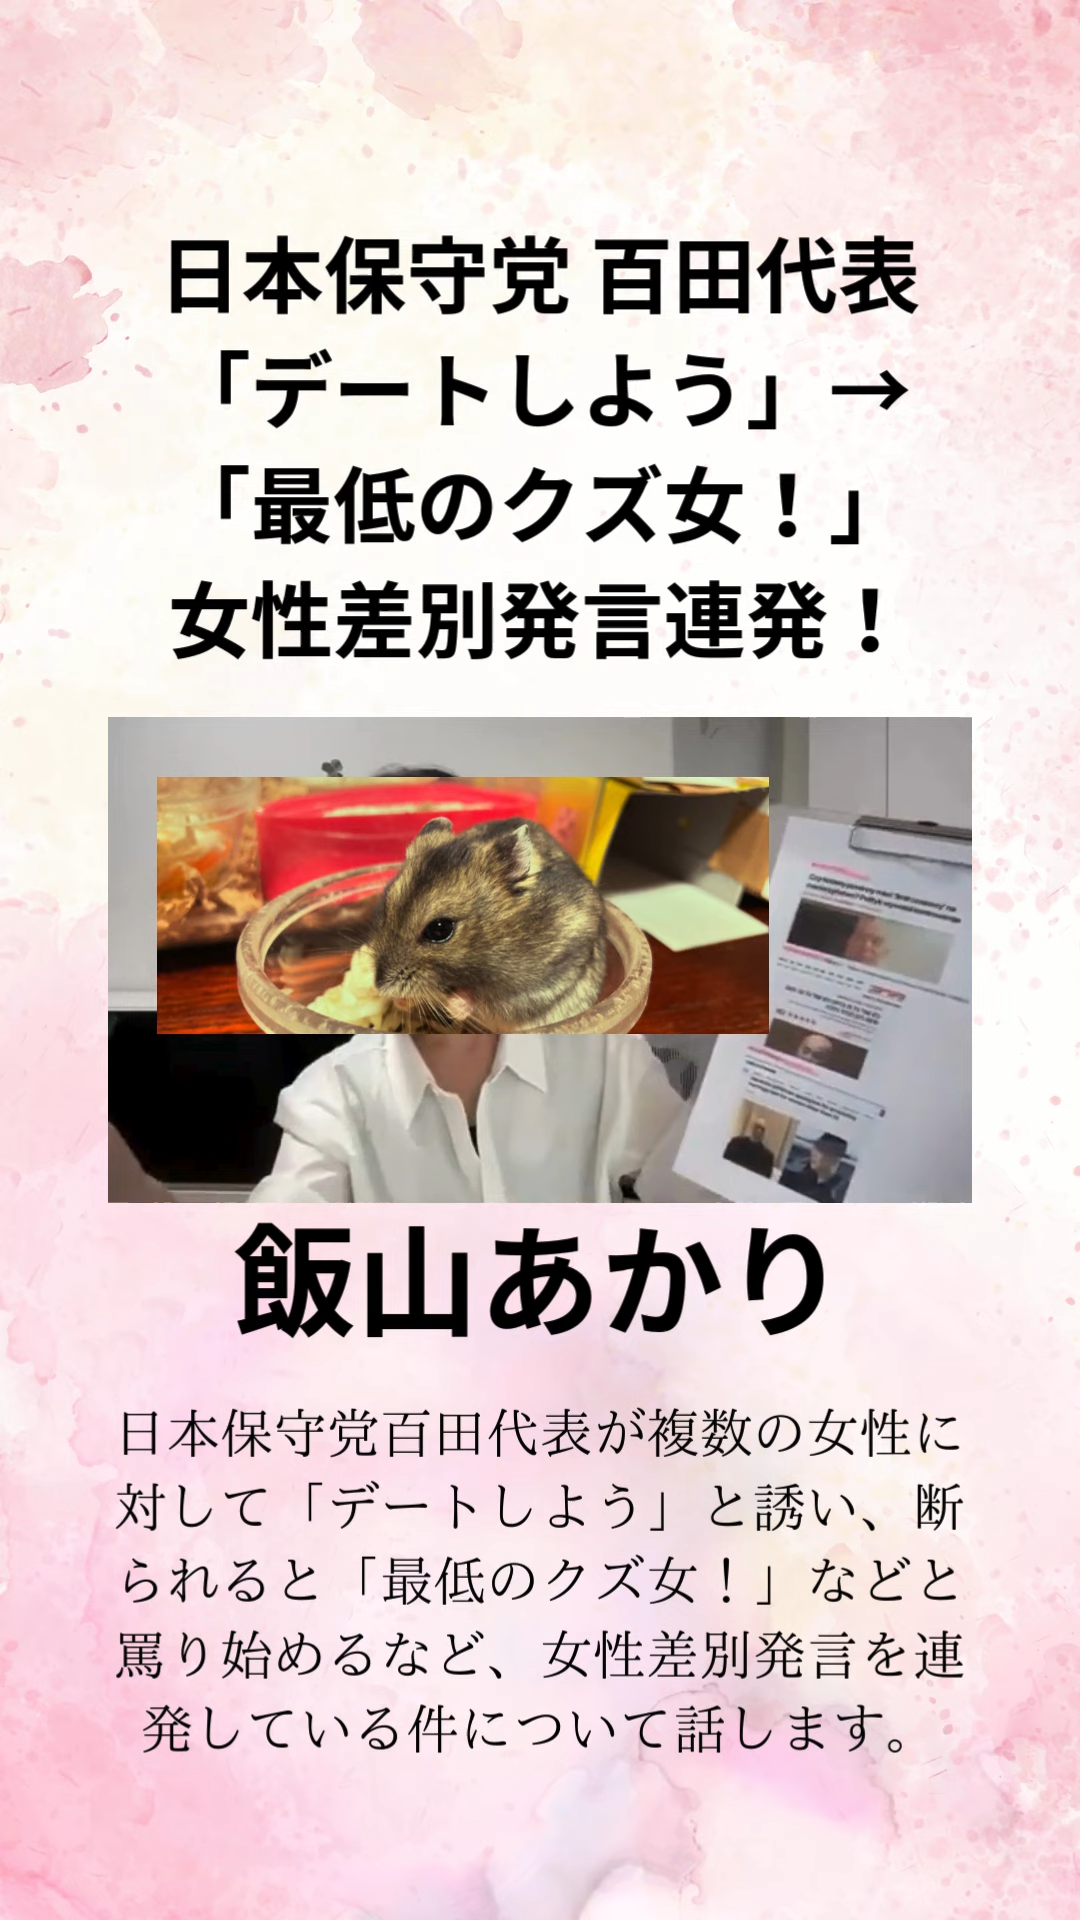 日本保守党 百田代表
「デートしよう」→
「最低のクズ女！」
女性差別発言連発！
飯山あかり
日本保守党百田代表が複数の女性に
対して「デートしよう」と誘い、断
られると「最低のクズ女！」などと
罵り始めるなど、女性差別発言を連
発している件について話します。